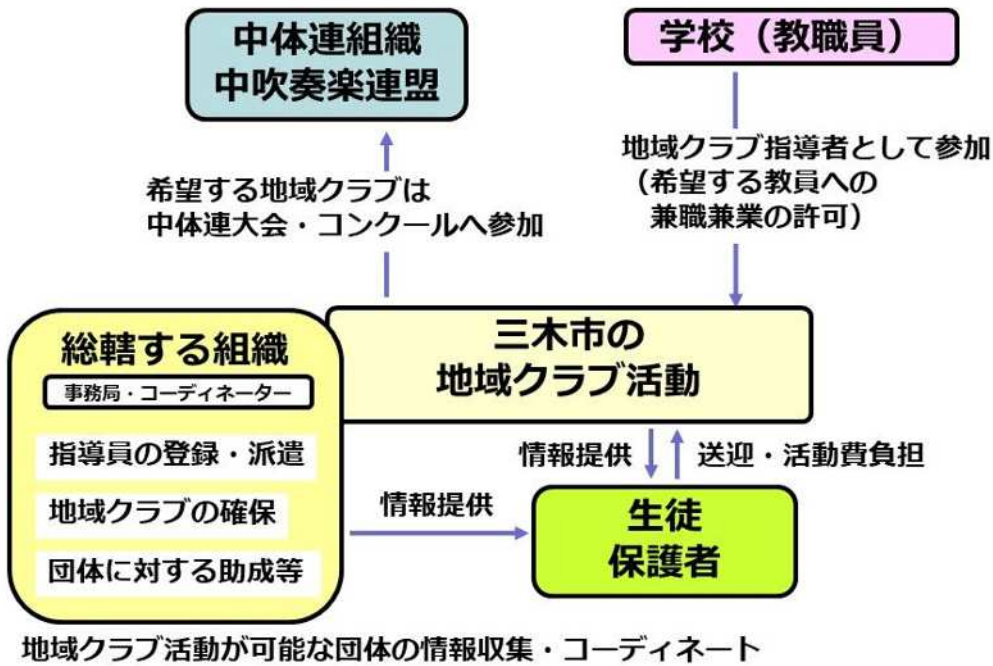 中体連組織
中吹奏楽連盟
学校（教職員）
希望する地域クラブは
中体連大会・コンクールへ参加
地域クラブ指導者として参加
（希望する教員への
兼職兼業の許可）
総轄する組織
事務局・コーディネーター
指導員の登録・派遣
地域クラブの確保
団体に対する助成等
三木市の
地域クラブ活動
情報提供
送迎・活動費負担
情報提供
生徒
保護者
地域クラブ活動が可能な団体の情報収集・コーディネート